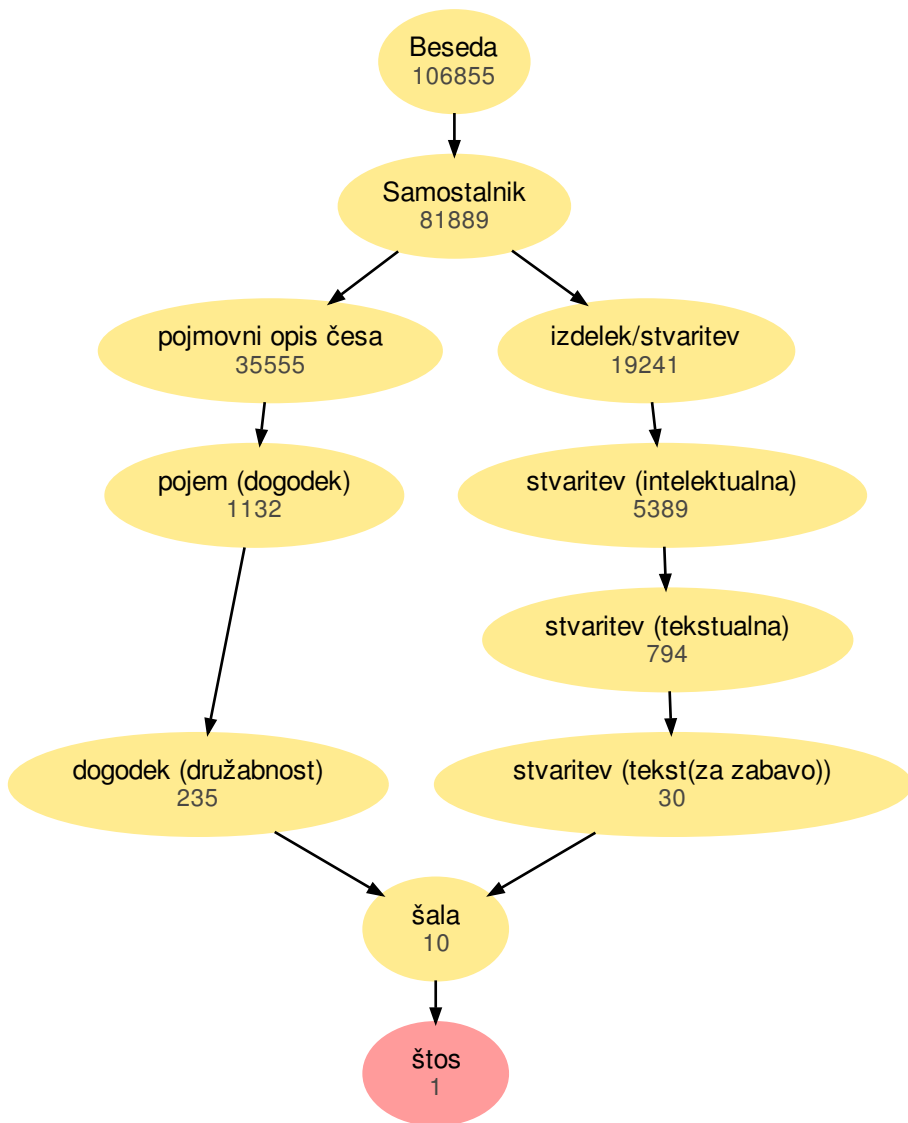 Beseda
106855
Samostalnik
81889
pojmovni opis česa
35555
izdelek/stvaritev
19241
pojem (dogodek)
1132
stvaritev (intelektualna)
5389
stvaritev (tekstualna)
794
dogodek (družabnost)
235
stvaritev (tekst(za zabavo))
30
šala
10
štos
1